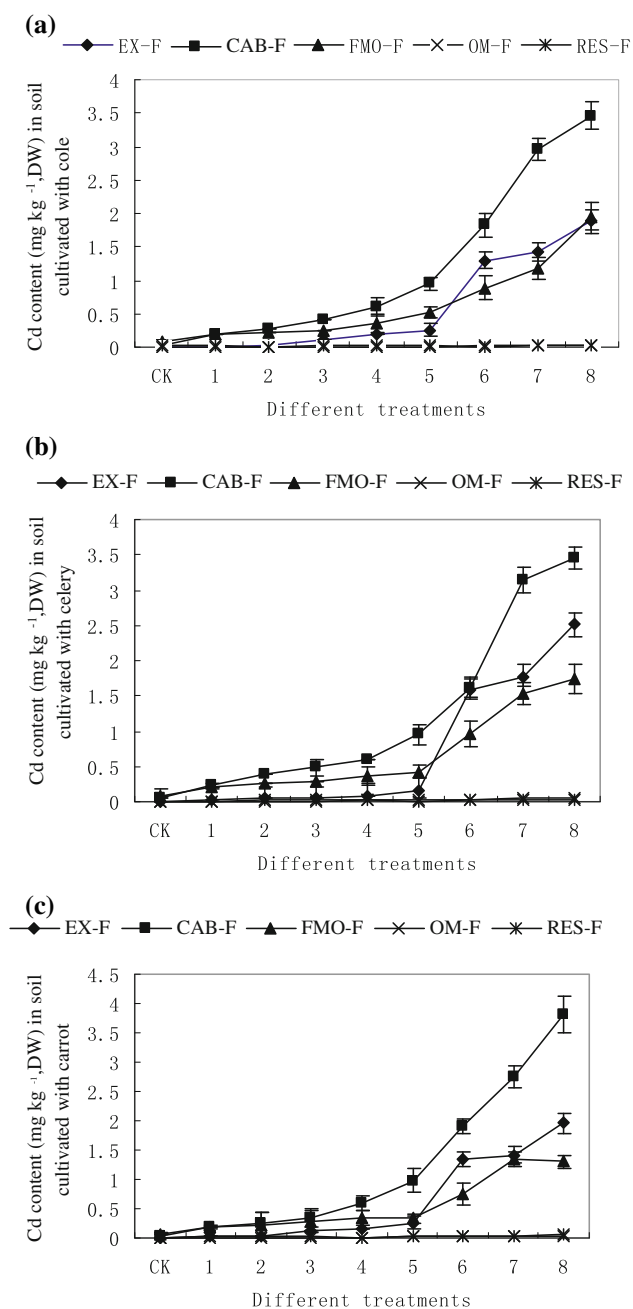 (a)
EX-F CAB-F FMO-F OM-F RES-F
4
3.5
3
2.5
2
1.5
1
0.5
0
Cd content (mg kg -1,DW) in soil
cultivated with cole
CK 1 2 3 4 5 6 7 8
Different treatments
(b)
EX-F CAB-F FMO-F OM-F RES-F
4
3.5
3
2.5
2
1.5
1
0.5
0
Cd content (mg kg -1,DW) in soil
cultivated with celery
CK 1 2 3 4 5 6 7 8
Different treatments
(c)
EX-F CAB-F FMO-F OM-F RES-F
4.5
4
3.5
3
2.5
2
1.5
1
0.5
0
Cd content (mg kg -1,DW) in soil
cultivated with carrot
CK 1 2 3 4 5 6 7 8
Different treatments